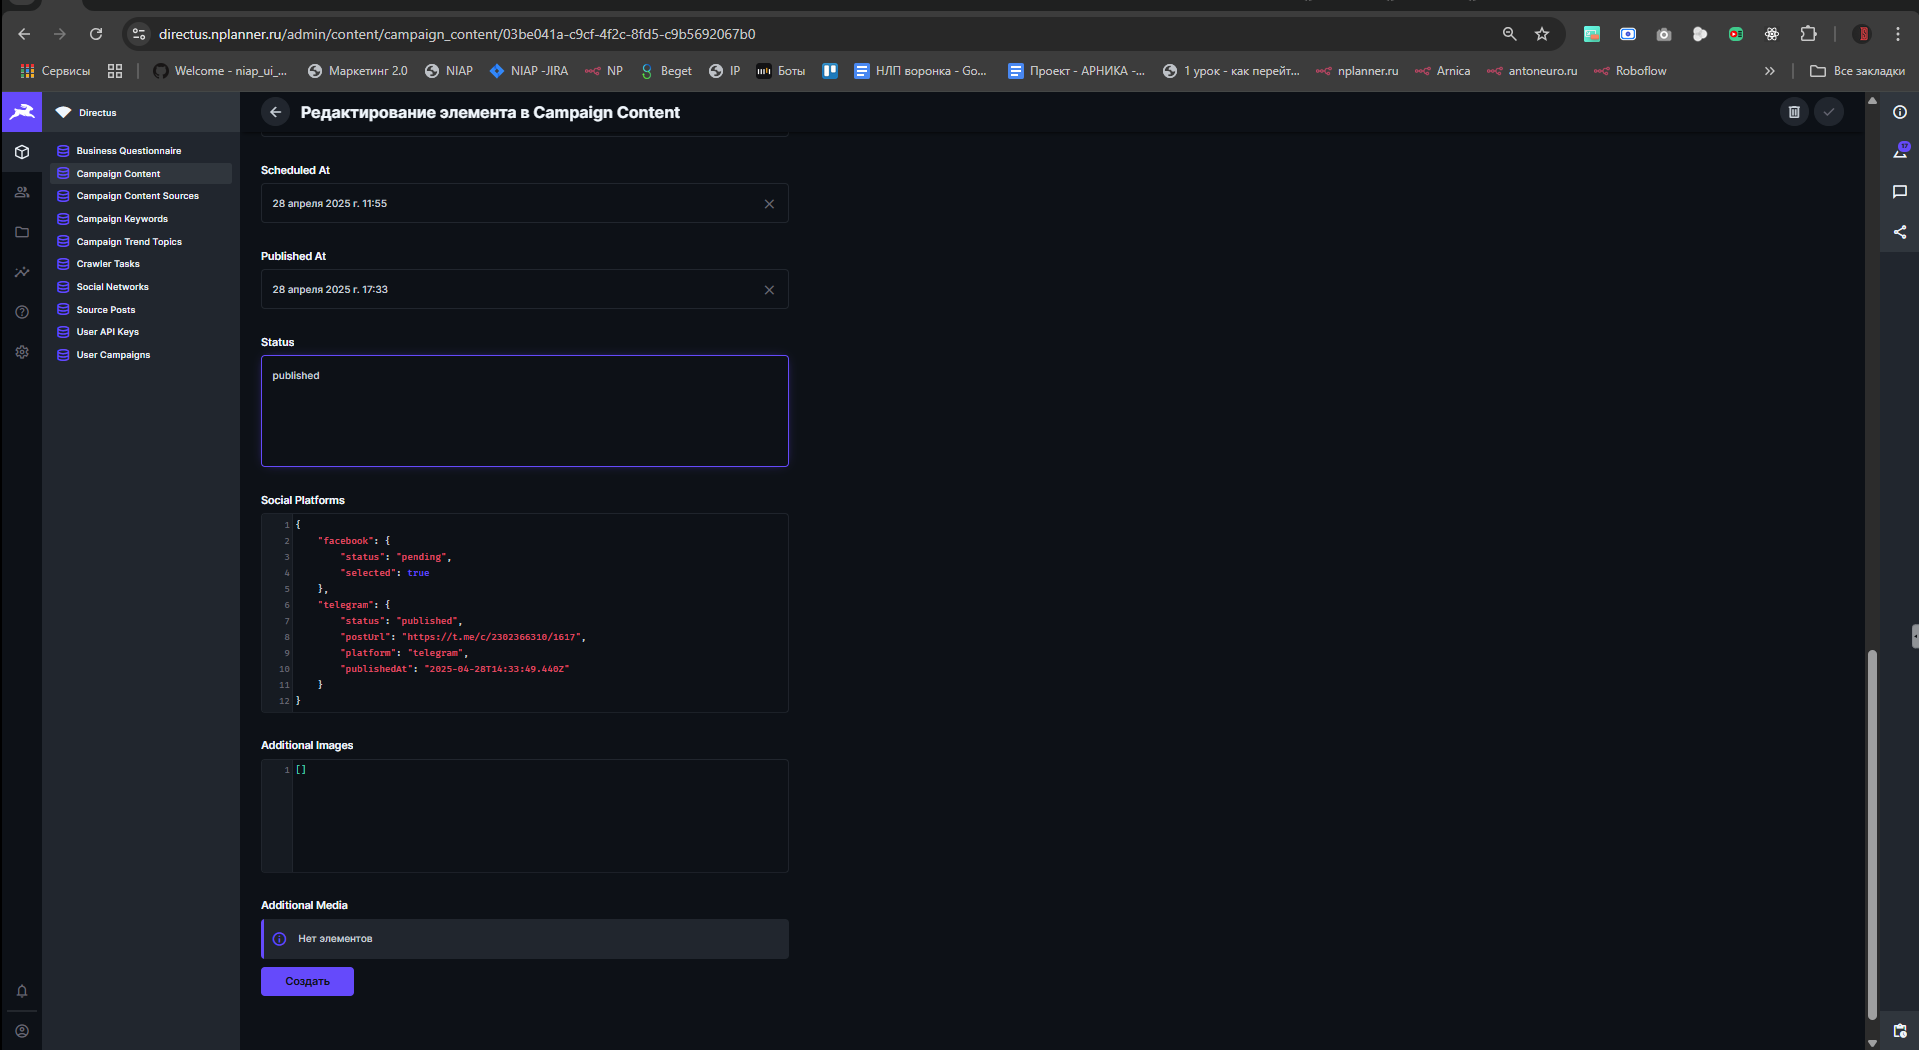 directus.nplanner.ru/admin/content/campaign_content/03be041a-c9cf-4f2c-8fd5-c9b5692067b0
Сервисы
Welcome - niap_ui_...
Маркетинг 2.0
NIAP
NIAP -JIRA
NP
Beget
IP
Боты
НЛП воронка - Go...
Проект - АРНИКА -...
1 урок - как перейт...
nplanner.ru
Arnica
antoneuro.ru
Roboflow
»
Все закладки
Directus
Business Questionnaire
Campaign Content
Campaign Content Sources
Campaign Keywords
Campaign Trend Topics
Crawler Tasks
Social Networks
Source Posts
User API Keys
User Campaigns
Редактирование элемента в Campaign Content
Scheduled At
28 апреля 2025 г. 11:55
Published At
28 апреля 2025 г. 17:33
Status
published
Social Platforms
1 {
2 "facebook": {
3 "status": "pending",
4 "selected": true
5 },
6 "telegram": {
7 "status": "published",
8 "postUrl": "https://t.me/c/2302366310/1617",
9 "platform": "telegram",
10 "publishedAt": "2025-04-28T14:33:49.440Z"
11 }
12 }
Additional Images
1 []
Additional Media
Нет элементов
Создать